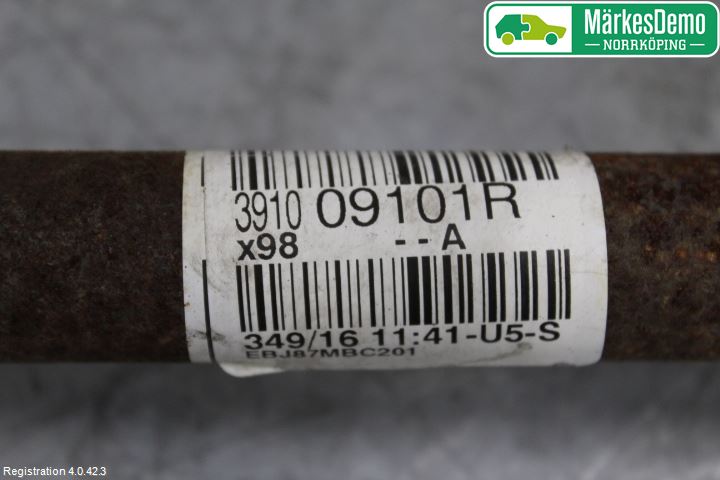 MärkesDemo
NORRKÖPING
3910 09101R
x98 -- A
349/16 11:41-U5-S
EBJ87MBC201
Registration 4.0.42.3